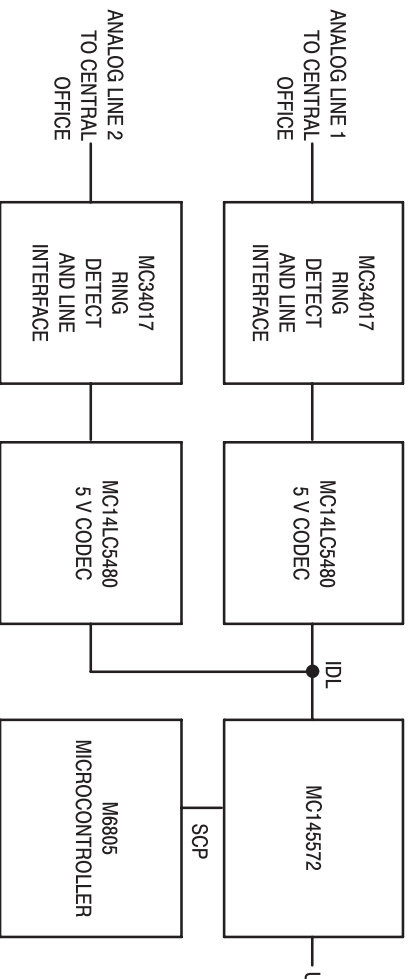 ANALOG LINE 1
TO CENTRAL
OFFICE
MC34017
RING
DETECT
AND LINE
INTERFACE
MC14LC5480
5 V CODEC
IDL
MC145572
ANALOG LINE 2
TO CENTRAL
OFFICE
MC34017
RING
DETECT
AND LINE
INTERFACE
MC14LC5480
5 V CODEC
SCP
M6805
MICROCONTROLLER